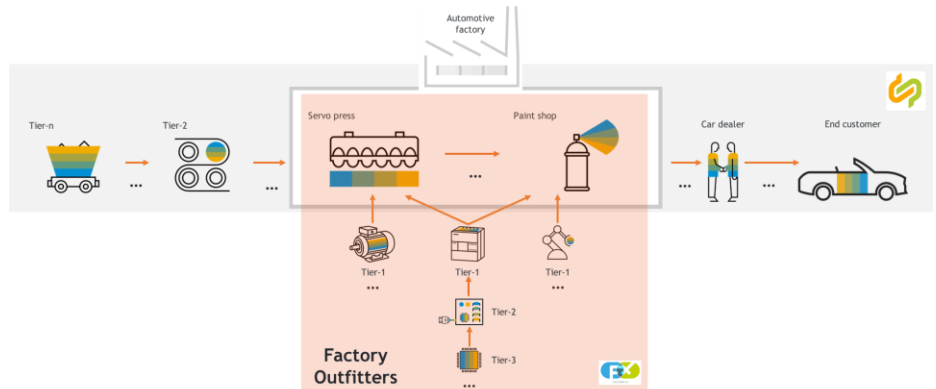 Automotive
factory
Tier-n
Tier-2
Servo press
Paint shop
Car dealer
End customer
...
...
...
...
...
Tier-1
Tier-1
Tier-1
...
...
Tier-2
Tier-3
...
Factory
Outfitters